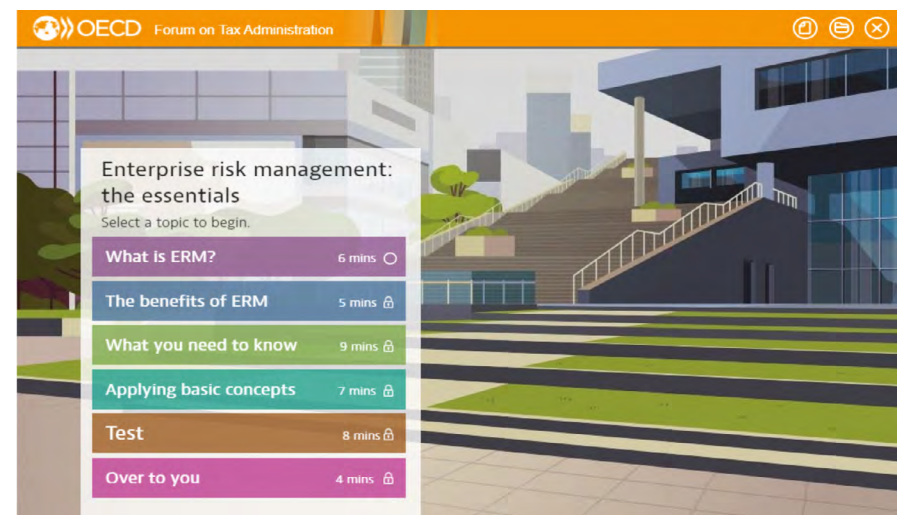 OECD Forum on Tax Administration
Enterprise risk management:
the essentials
Select a topic to begin.
What is ERM? 6 mins
The benefits of ERM 5 mins
What you need to know 9 mins
Applying basic concepts 7 mins
Test 8 mins
Over to you 4 mins